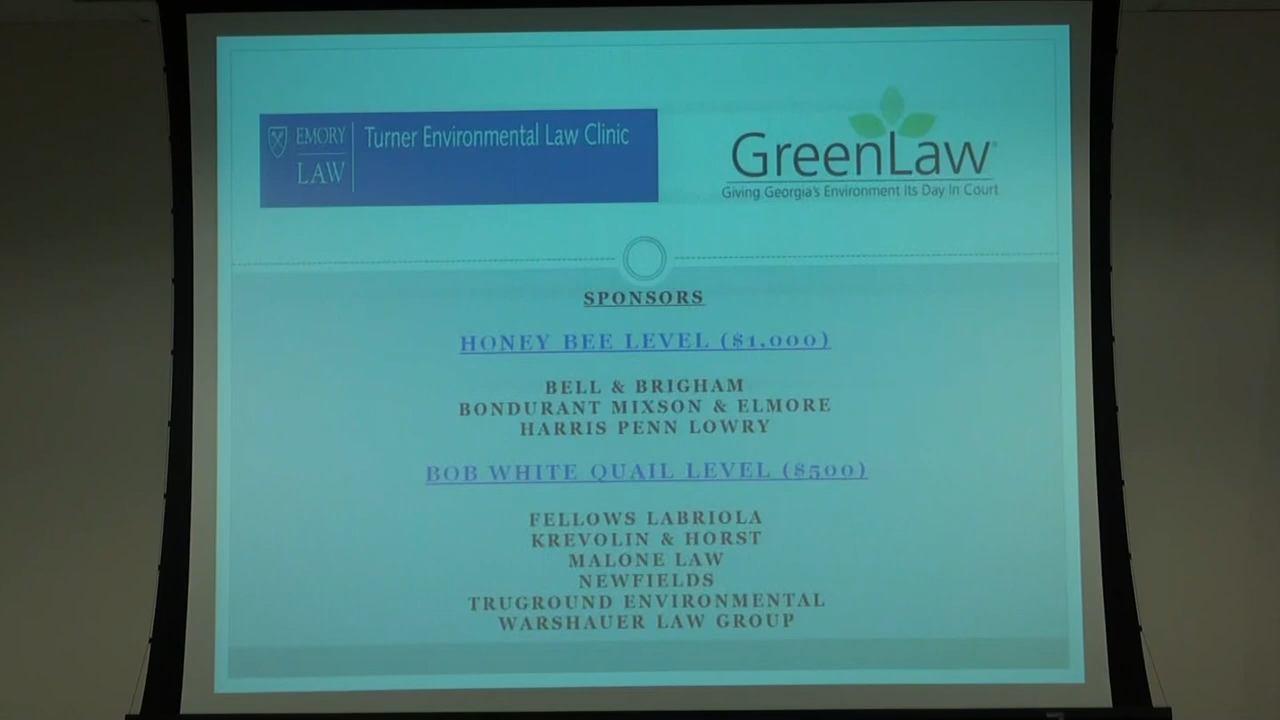 EMORY
LAW
Turner Environmental Law Clinic
GreenLaw®
Giving Georgia's Environment Its Day In Court
SPONSORS
HONEY BEE LEVEL ($1,000)
BELL & BRIGHAM
BONDURANT MIXSON & ELMORE
HARRIS PENN LOWRY
BOB WHITE QUAIL LEVEL ($500)
FELLOWS LABRIOLA
KREVOLIN & HORST
MALONE LAW
NEWFIELDS
TRUGROUND ENVIRONMENTAL
WARSHAUER LAW GROUP